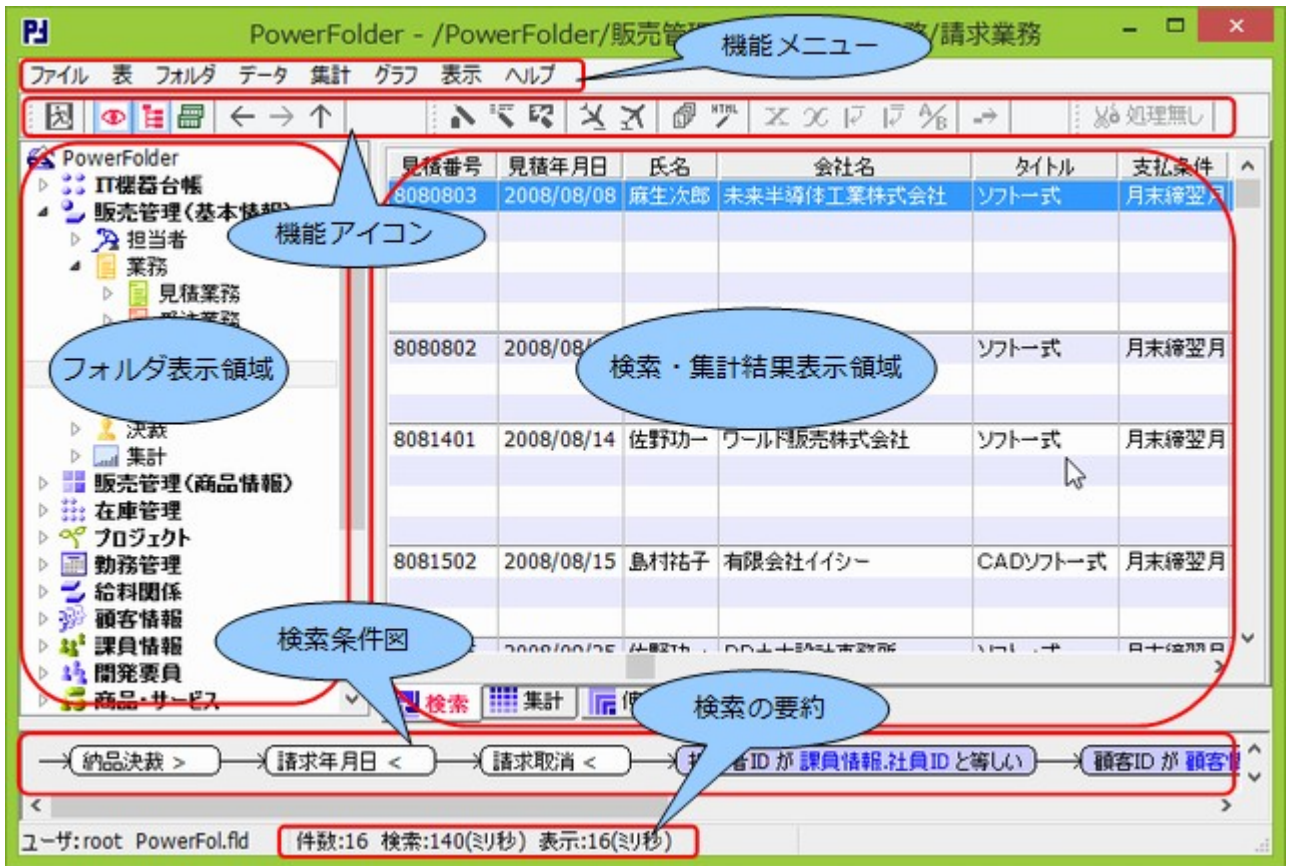 PowerFolder - /PowerFolder/販売管
務/請求業務
機能メニュー
ファイル 表 フォルダ データ 集計 グラフ 表示 ヘルプ
HTML A/B 処理無し
PowerFolder
IT機器台帳
販売管理(基本情報)
担当者
業務
見積業務
受注業務
決裁
集計
販売管理(商品情報)
在庫管理
プロジェクト
勤務管理
給料関係
顧客情報
課員情報
開発要員
商品・サービス
機能アイコン
フォルダ表示領域
見積番号 見積年月日 氏名 会社名 タイトル 支払条件
8080803 2008/08/08 麻生次郎 未来半導体工業株式会社 ソフト一式 月末締翌月
8080802 2008/08/ ソフト一式 月末締翌月
検索・集計結果表示領域
8081401 2008/08/14 佐野功一 ワールド販売株式会社 ソフト一式 月末締翌月
8081502 2008/08/15 島村祐子 有限会社イイシー CADソフト一式 月末締翌月
検索 集計
検索条件図
検索の要約
納品決裁 > 請求年月日 < 請求取消 < 者ID が 課員情報.社員ID と等しい 顧客ID が 顧客
ユーザ:root PowerFol.fld 件数:16 検索:140(ミリ秒) 表示:16(ミリ秒)